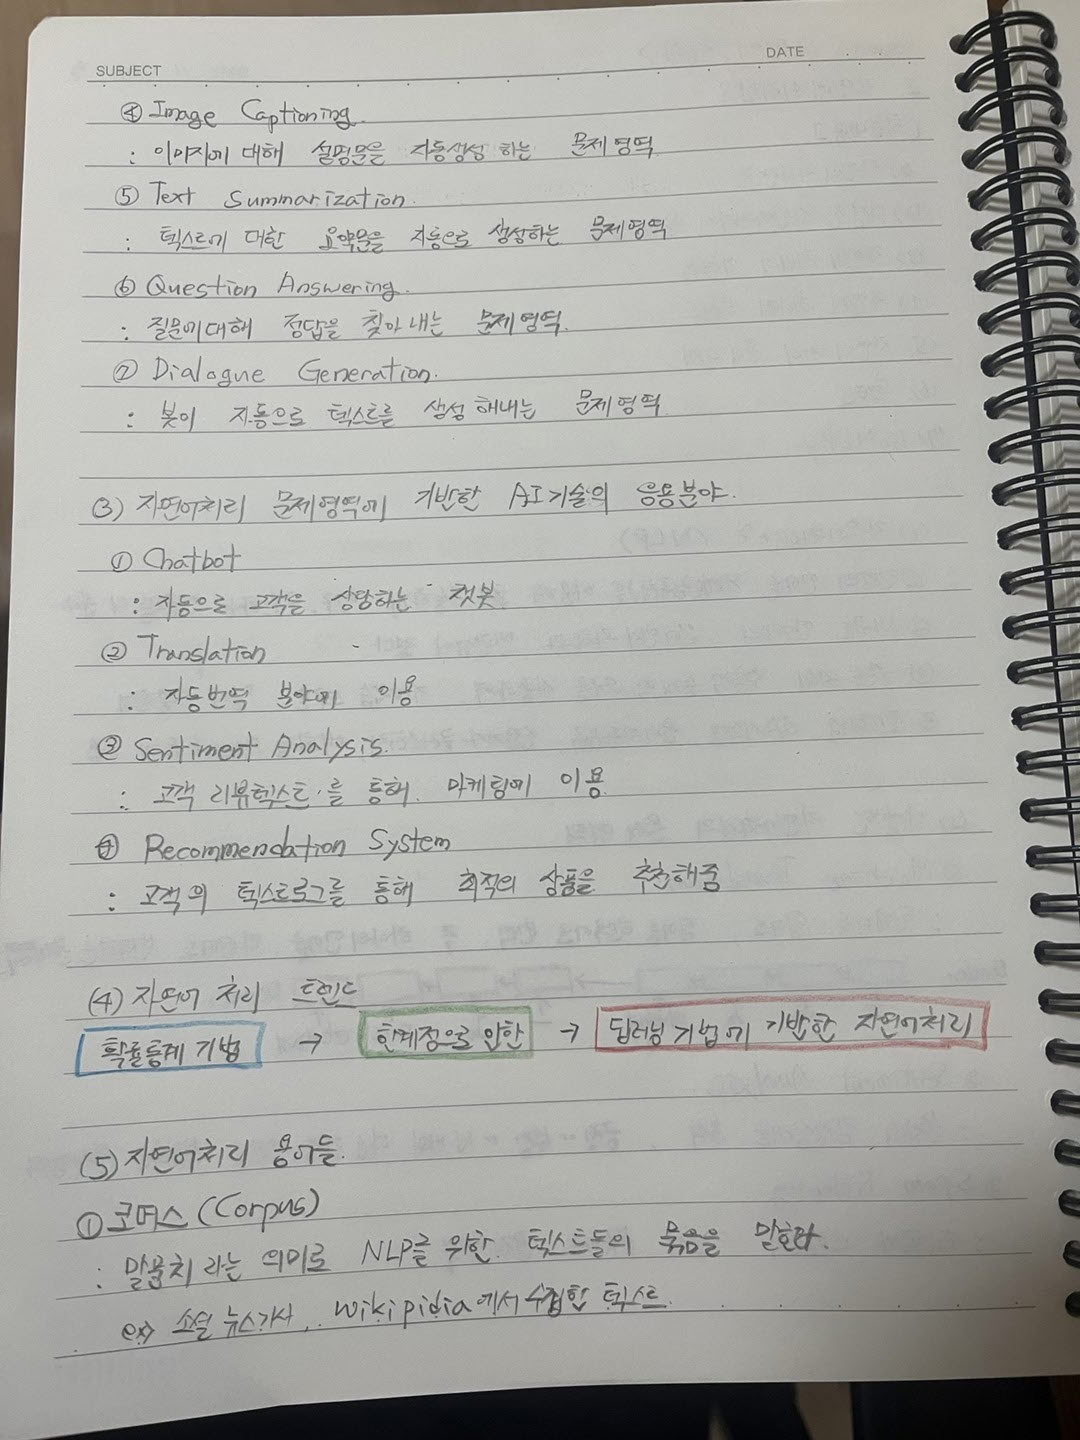 SUBJECT
DATE
④ Image Captioning.
: 이미지에 대해 설명문을 자동생성 하는 문제영역
⑤ Text Summarization.
: 텍스트에 대한 요약문을 자동으로 생성하는 문제영역
⑥ Question Answering.
: 질문에대해 정답을 찾아내는 문제영역.
⑦ Dialogue Generation.
: 봇이 자동으로 텍스트를 생성해내는 문제영역
(3) 자연어처리 문제영역에 기반한 AI기술의 응용분야.
① Chatbot
: 자동으로 고객을 상담하는 챗봇
② Translation
: 자동번역 분야에 이용
③ Sentiment Analysis.
: 고객 리뷰텍스트를 통해 마케팅에 이용
④ Recommendation System
: 고객의 텍스트로그를 통해 최적의 상품을 추천해줌
(4) 자연어 처리 트렌드
확률통계 기법 → 한계점으로 인한 → 딥러닝 기법에 기반한 자연어처리
(5) 자연어처리 용어들.
① 코퍼스 (Corpus)
: 말뭉치 라는 의미로 NLP를 위한 텍스트들의 묶음을 말한다.
ex) 소셜 뉴스기사, wikipidia에서 수집한 텍스트.